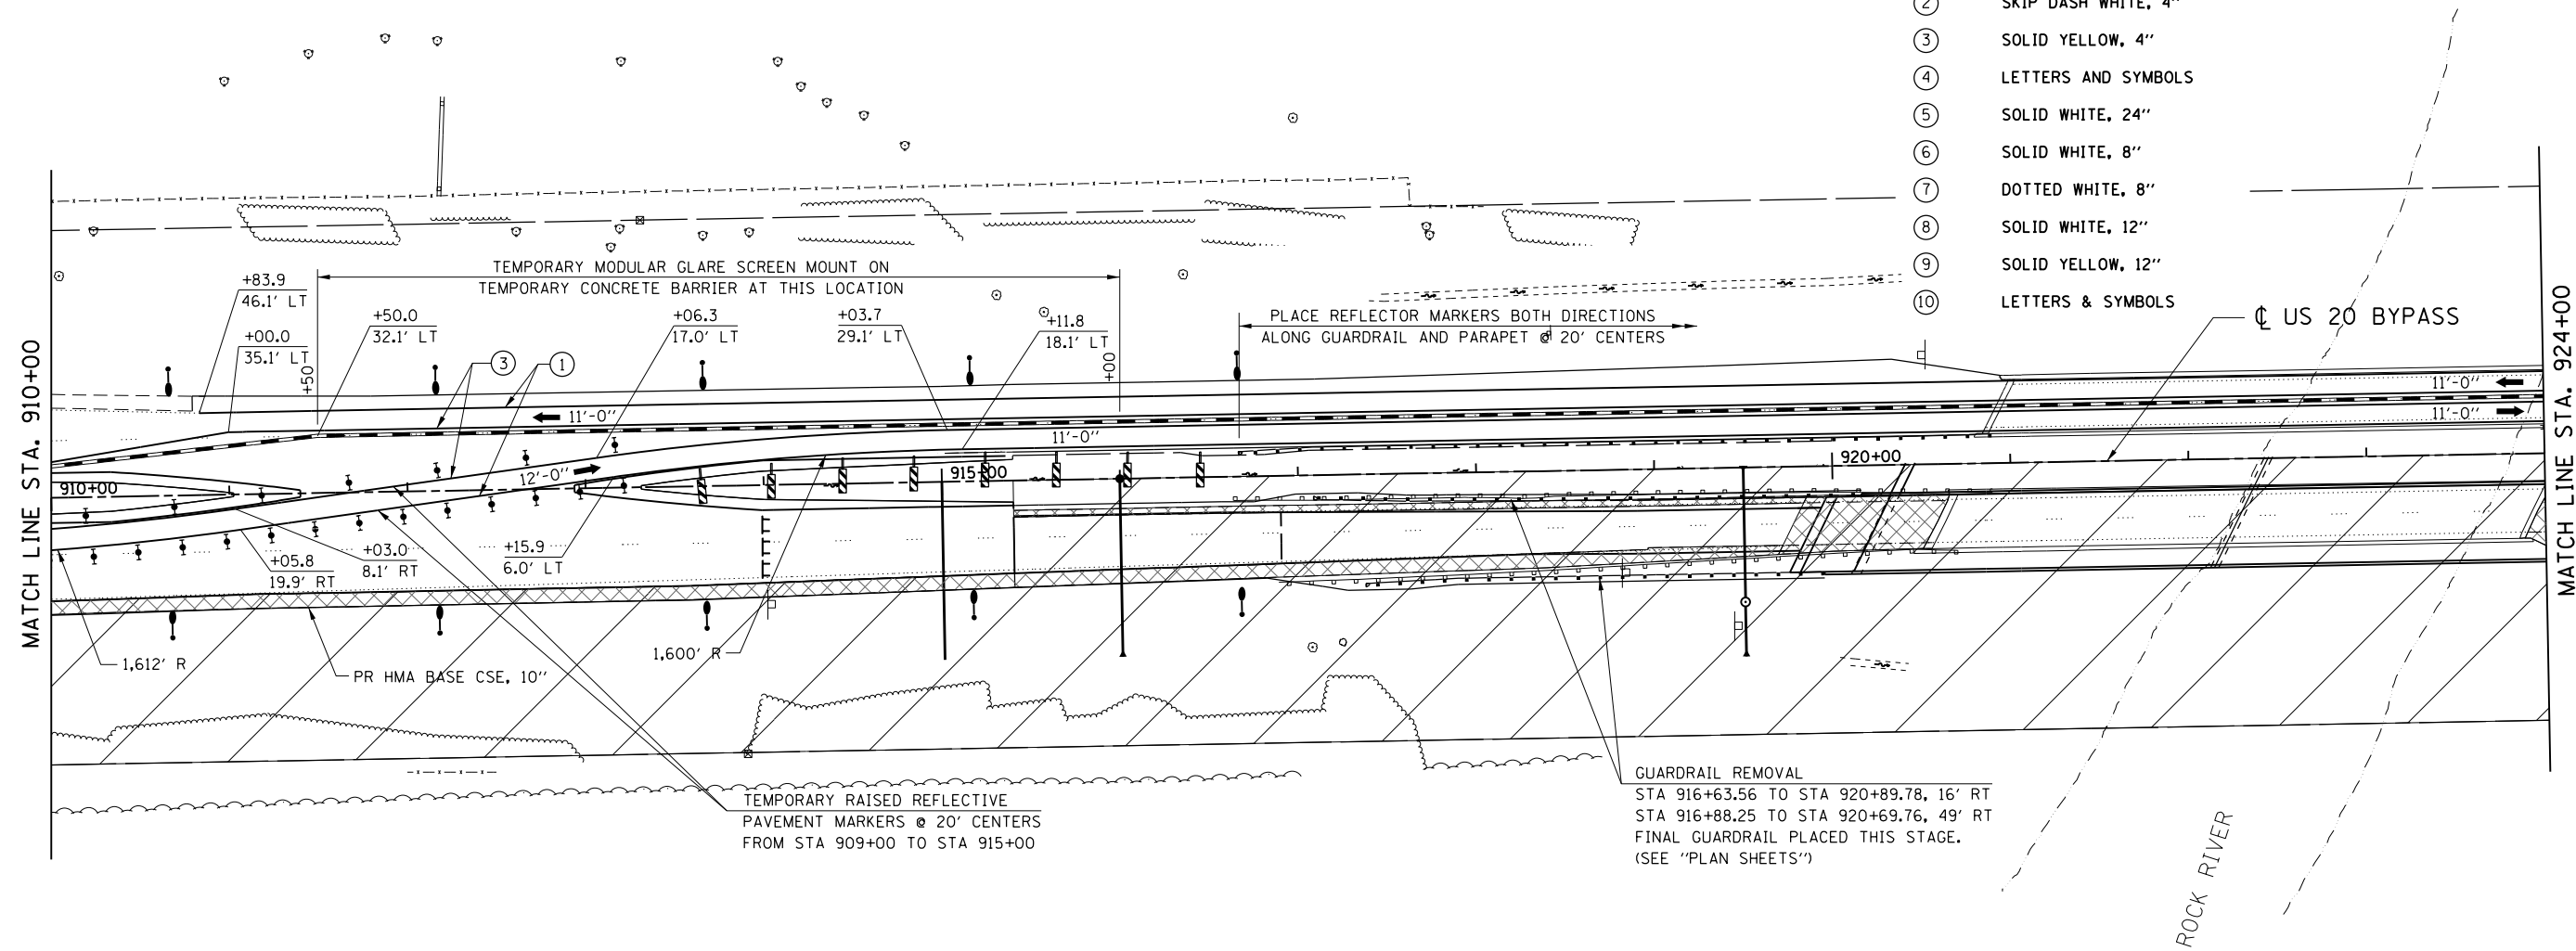 ② SKIP DASH WHITE, 4"
③ SOLID YELLOW, 4"
④ LETTERS AND SYMBOLS
⑤ SOLID WHITE, 24"
⑥ SOLID WHITE, 8"
⑦ DOTTED WHITE, 8"
⑧ SOLID WHITE, 12"
⑨ SOLID YELLOW, 12"
⑩ LETTERS & SYMBOLS
TEMPORARY MODULAR GLARE SCREEN MOUNT ON
TEMPORARY CONCRETE BARRIER AT THIS LOCATION
+83.9
46.1' LT
+00.0
35.1' LT
+50
+50.0
32.1' LT
+06.3
17.0' LT
+03.7
29.1' LT
+11.8
18.1' LT
+00
PLACE REFLECTOR MARKERS BOTH DIRECTIONS
ALONG GUARDRAIL AND PARAPET @ 20' CENTERS
℄ US 20 BYPASS
③
①
MATCH LINE STA. 910+00
MATCH LINE STA. 924+00
11'-0"
11'-0"
11'-0"
11'-0"
12'-0"
910+00
915+00
920+00
+05.8
19.9' RT
+03.0
8.1' RT
+15.9
6.0' LT
1,612' R
1,600' R
PR HMA BASE CSE, 10"
TEMPORARY RAISED REFLECTIVE
PAVEMENT MARKERS @ 20' CENTERS
FROM STA 909+00 TO STA 915+00
GUARDRAIL REMOVAL
STA 916+63.56 TO STA 920+89.78, 16' RT
STA 916+88.25 TO STA 920+69.76, 49' RT
FINAL GUARDRAIL PLACED THIS STAGE.
(SEE "PLAN SHEETS")
ROCK RIVER